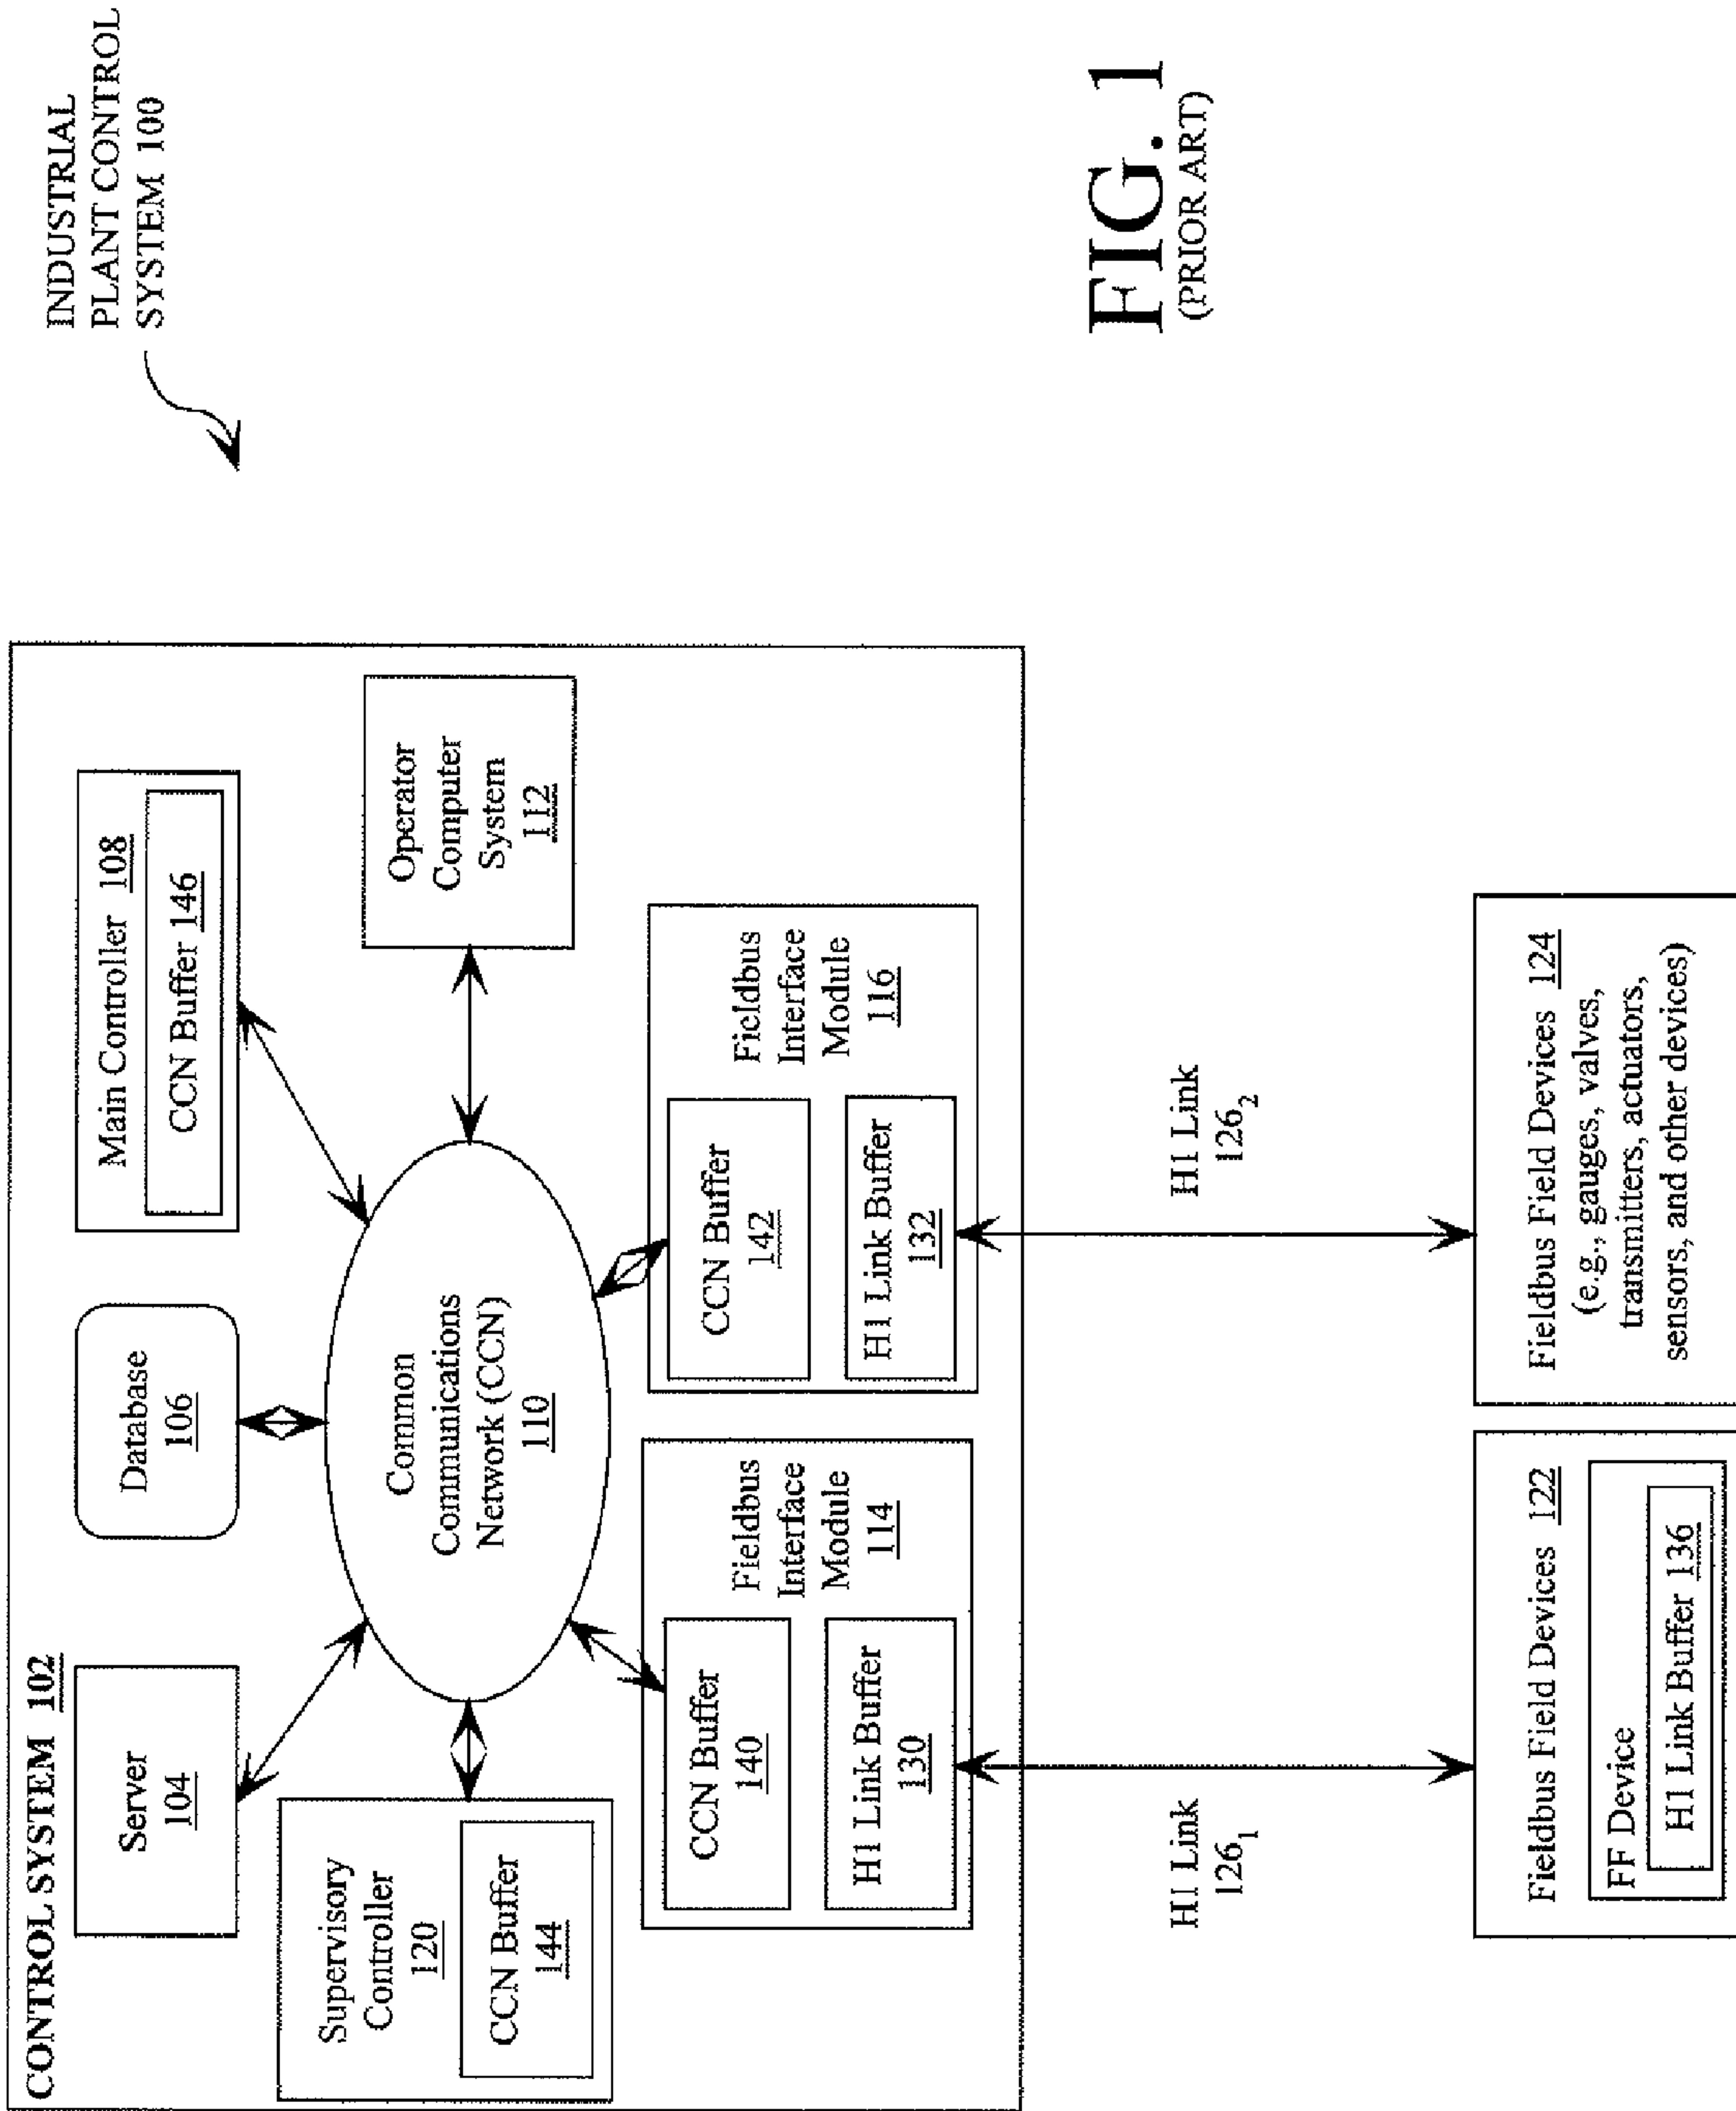 INDUSTRIAL
PLANT CONTROL
SYSTEM 100
CONTROL SYSTEM 102
Server
104
Database
106
Main Controller 108
CCN Buffer 146
Supervisory
Controller
120
CCN Buffer
144
Common
Communications
Network (CCN)
110
Operator
Computer
System
112
CCN Buffer
140
H1 Link Buffer
130
Fieldbus
Interface
Module
114
CCN Buffer
142
H1 Link Buffer
132
Fieldbus
Interface
Module
116
H1 Link
126₁
H1 Link
126₂
Fieldbus Field Devices 122
FF Device
H1 Link Buffer 136
Fieldbus Field Devices 124
(e.g., gauges, valves,
transmitters, actuators,
sensors, and other devices)
FIG. 1
(PRIOR ART)